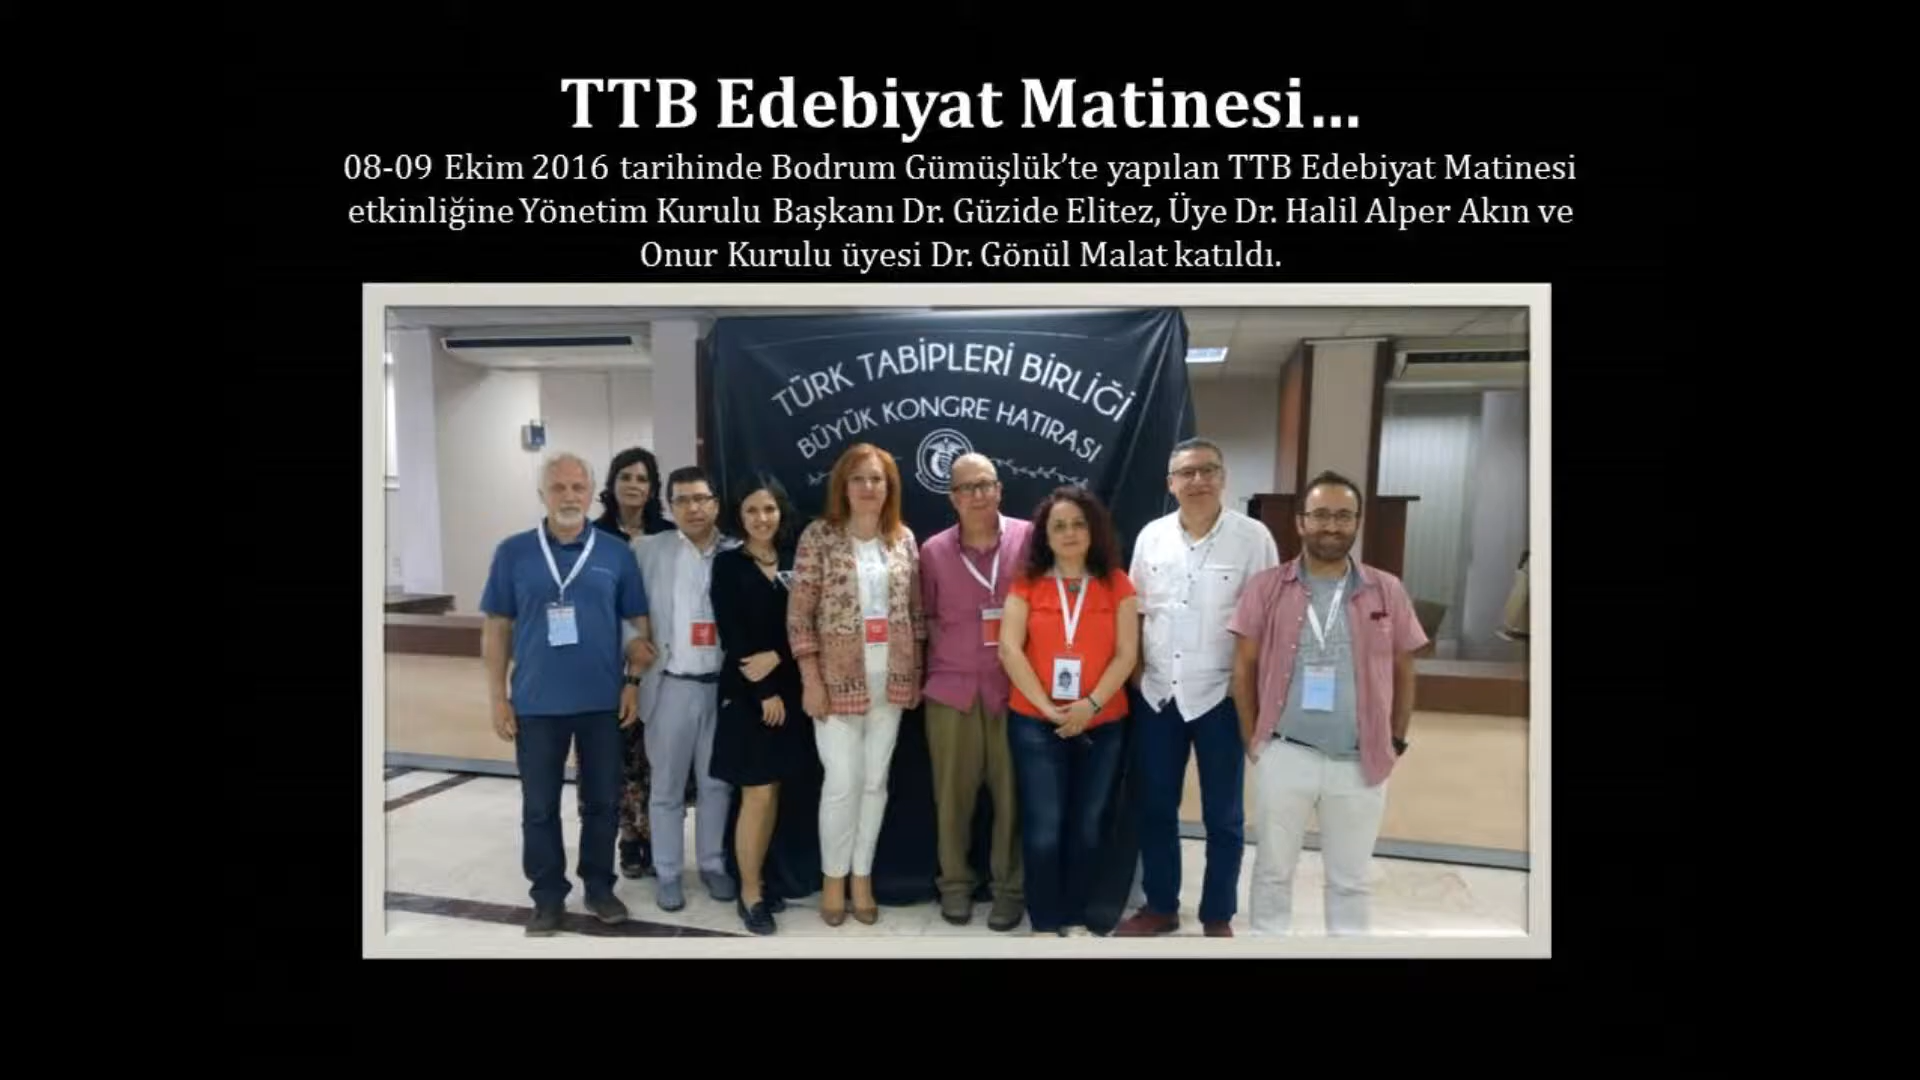 TTB Edebiyat Matinesi...
08-09 Ekim 2016 tarihinde Bodrum Gümüşlük’te yapılan TTB Edebiyat Matinesi
etkinliğine Yönetim Kurulu Başkanı Dr. Güzide Elitez, Üye Dr. Halil Alper Akın ve
Onur Kurulu üyesi Dr. Gönül Malat katıldı.
TÜRK TABİPLERİ BİRLİĞİ
BÜYÜK KONGRE HATIRASI